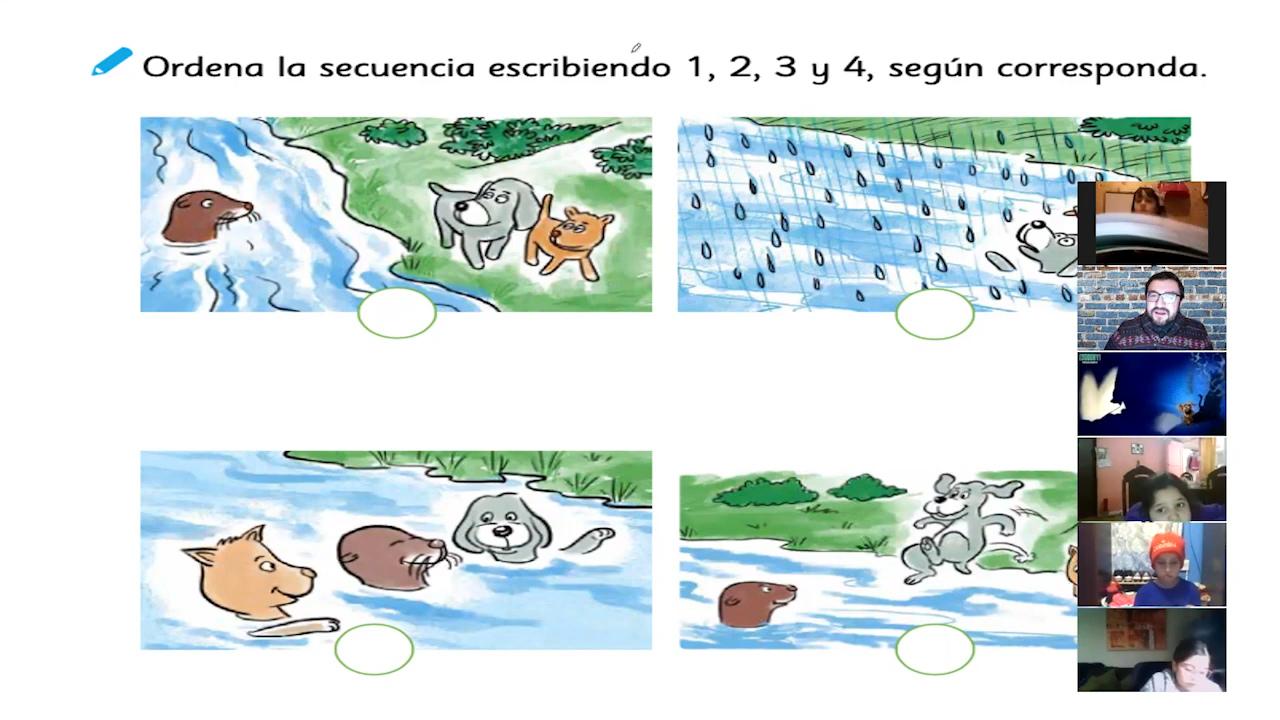 Ordena la secuencia escribiendo 1, 2, 3 y 4, según corresponda.